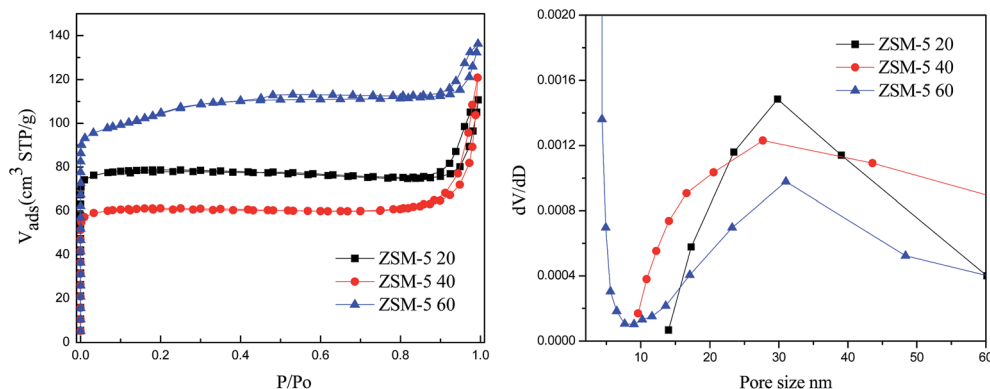 140
120
100
80
60
40
20
0
0.0 0.2 0.4 0.6 0.8 1.0
V_ads(cm³ STP/g)
P/Po
ZSM-5 20
ZSM-5 40
ZSM-5 60
0.0020
0.0016
0.0012
0.0008
0.0004
0.0000
10 20 30 40 50 60
dV/dD
Pore size nm
ZSM-5 20
ZSM-5 40
ZSM-5 60